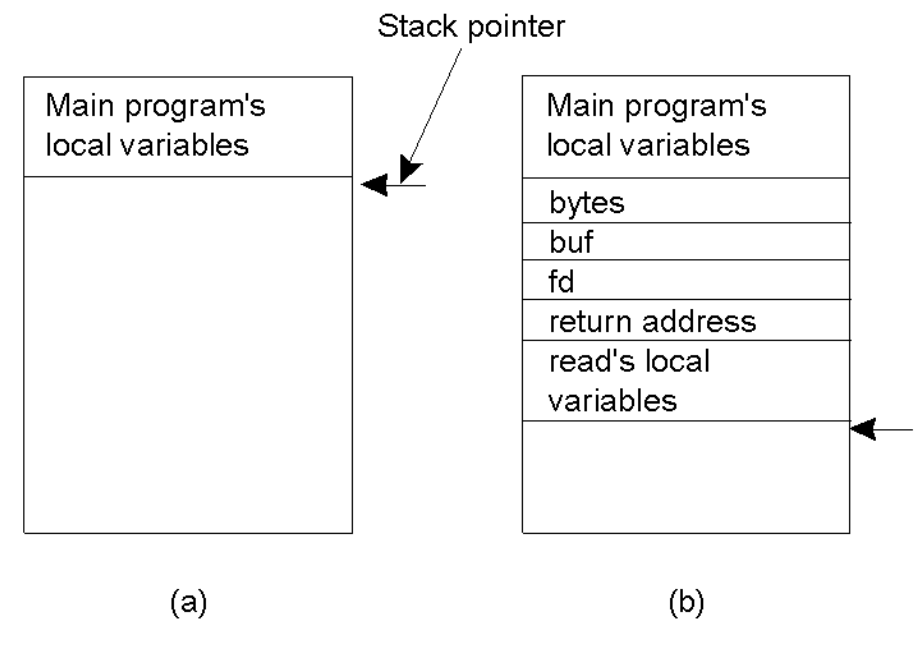 Stack pointer
Main program's
local variables
Main program's
local variables
bytes
buf
fd
return address
read's local
variables
(a)
(b)